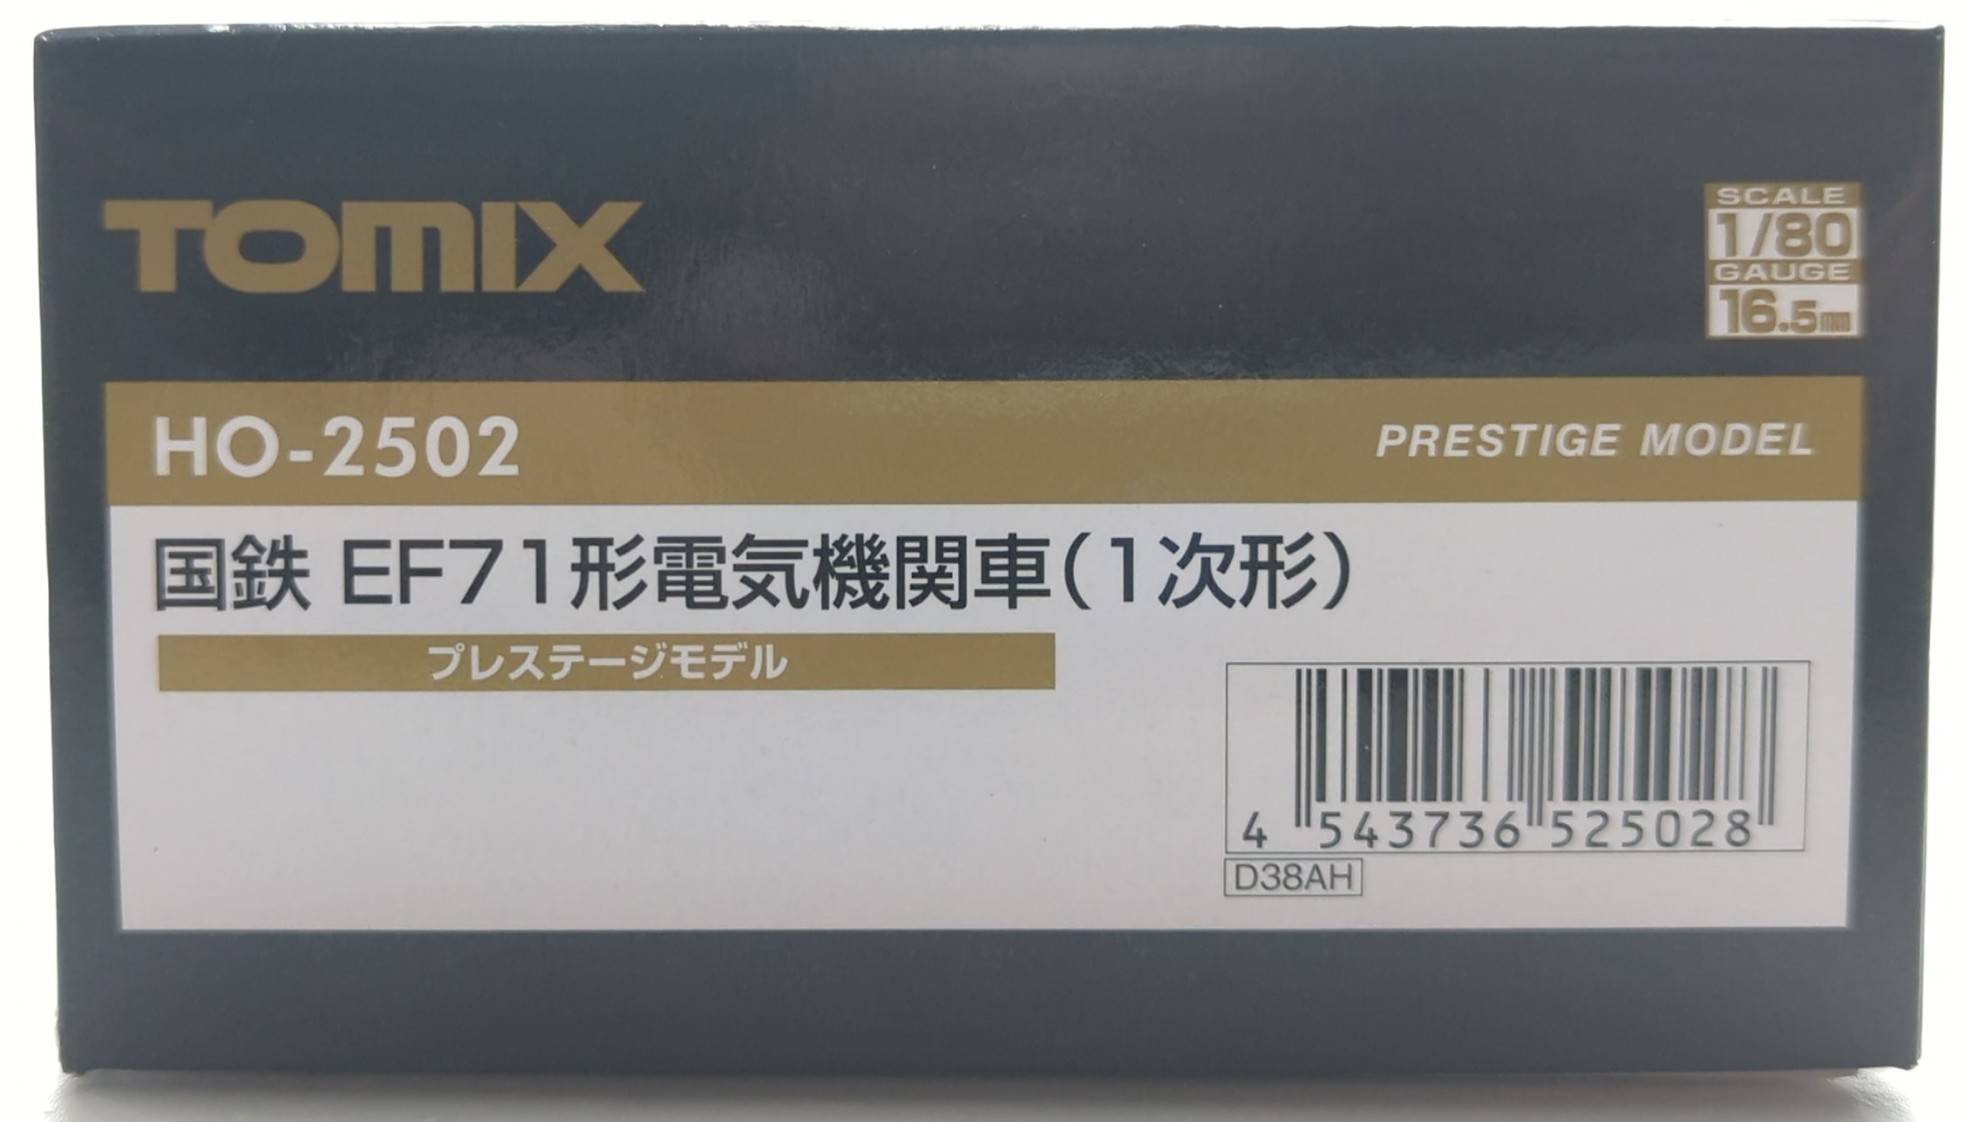 TOMIX
SCALE
1/80
GAUGE
16.5mm
HO-2502
PRESTIGE MODEL
国鉄 EF71形電気機関車(1次形)
プレステージモデル
4 543736 525028
D38AH